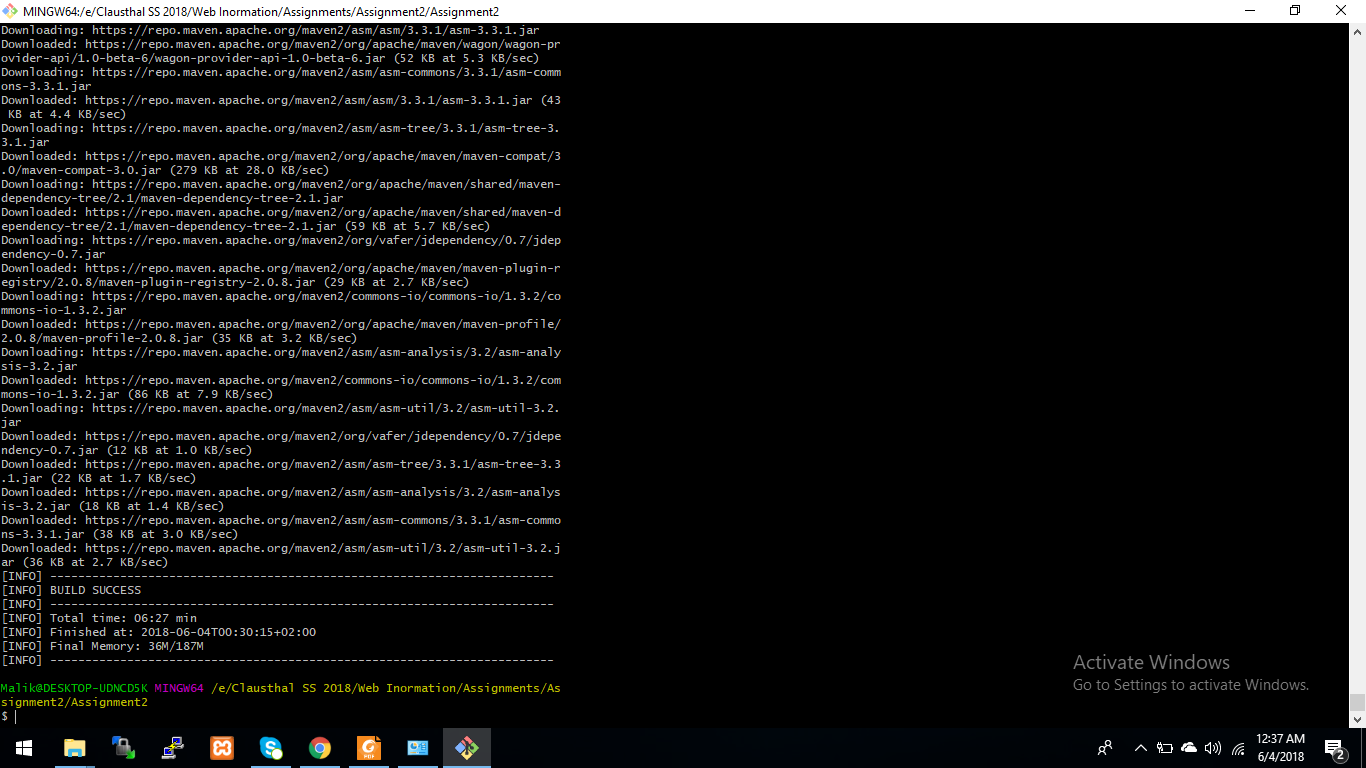 MINGW64:/e/Clausthal SS 2018/Web Inormation/Assignments/Assignment2/Assignment2
Downloading: https://repo.maven.apache.org/maven2/asm/asm/3.3.1/asm-3.3.1.jar
Downloaded: https://repo.maven.apache.org/maven2/org/apache/maven/wagon/wagon-pr
ovider-api/1.0-beta-6/wagon-provider-api-1.0-beta-6.jar (52 KB at 5.3 KB/sec)
Downloading: https://repo.maven.apache.org/maven2/asm/asm-commons/3.3.1/asm-comm
ons-3.3.1.jar
Downloaded: https://repo.maven.apache.org/maven2/asm/asm/3.3.1/asm-3.3.1.jar (43
 KB at 4.4 KB/sec)
Downloading: https://repo.maven.apache.org/maven2/asm/asm-tree/3.3.1/asm-tree-3.
3.1.jar
Downloaded: https://repo.maven.apache.org/maven2/org/apache/maven/maven-compat/3
.0/maven-compat-3.0.jar (279 KB at 28.0 KB/sec)
Downloading: https://repo.maven.apache.org/maven2/org/apache/maven/shared/maven-
dependency-tree/2.1/maven-dependency-tree-2.1.jar
Downloaded: https://repo.maven.apache.org/maven2/org/apache/maven/shared/maven-d
ependency-tree/2.1/maven-dependency-tree-2.1.jar (59 KB at 5.7 KB/sec)
Downloading: https://repo.maven.apache.org/maven2/org/vafer/jdependency/0.7/jdep
endency-0.7.jar
Downloaded: https://repo.maven.apache.org/maven2/org/apache/maven/maven-plugin-r
egistry/2.0.8/maven-plugin-registry-2.0.8.jar (29 KB at 2.7 KB/sec)
Downloading: https://repo.maven.apache.org/maven2/commons-io/commons-io/1.3.2/co
mmons-io-1.3.2.jar
Downloaded: https://repo.maven.apache.org/maven2/org/apache/maven/maven-profile/
2.0.8/maven-profile-2.0.8.jar (35 KB at 3.2 KB/sec)
Downloading: https://repo.maven.apache.org/maven2/asm/asm-analysis/3.2/asm-analy
sis-3.2.jar
Downloaded: https://repo.maven.apache.org/maven2/commons-io/commons-io/1.3.2/com
mons-io-1.3.2.jar (86 KB at 7.9 KB/sec)
Downloading: https://repo.maven.apache.org/maven2/asm/asm-util/3.2/asm-util-3.2.
jar
Downloaded: https://repo.maven.apache.org/maven2/org/vafer/jdependency/0.7/jdepe
ndency-0.7.jar (12 KB at 1.0 KB/sec)
Downloaded: https://repo.maven.apache.org/maven2/asm/asm-tree/3.3.1/asm-tree-3.3
.1.jar (22 KB at 1.7 KB/sec)
Downloaded: https://repo.maven.apache.org/maven2/asm/asm-analysis/3.2/asm-analys
is-3.2.jar (18 KB at 1.4 KB/sec)
Downloaded: https://repo.maven.apache.org/maven2/asm/asm-commons/3.3.1/asm-commo
ns-3.3.1.jar (38 KB at 3.0 KB/sec)
Downloaded: https://repo.maven.apache.org/maven2/asm/asm-util/3.2/asm-util-3.2.j
ar (36 KB at 2.7 KB/sec)
[INFO] ------------------------------------------------------------------------
[INFO] BUILD SUCCESS
[INFO] ------------------------------------------------------------------------
[INFO] Total time: 06:27 min
[INFO] Finished at: 2018-06-04T00:30:15+02:00
[INFO] Final Memory: 36M/187M
[INFO] ------------------------------------------------------------------------
Malik@DESKTOP-UDNCD5K MINGW64 /e/Clausthal SS 2018/Web Inormation/Assignments/As
signment2/Assignment2
$
Activate Windows
Go to Settings to activate Windows.
PDF
12:37 AM
6/4/2018
2